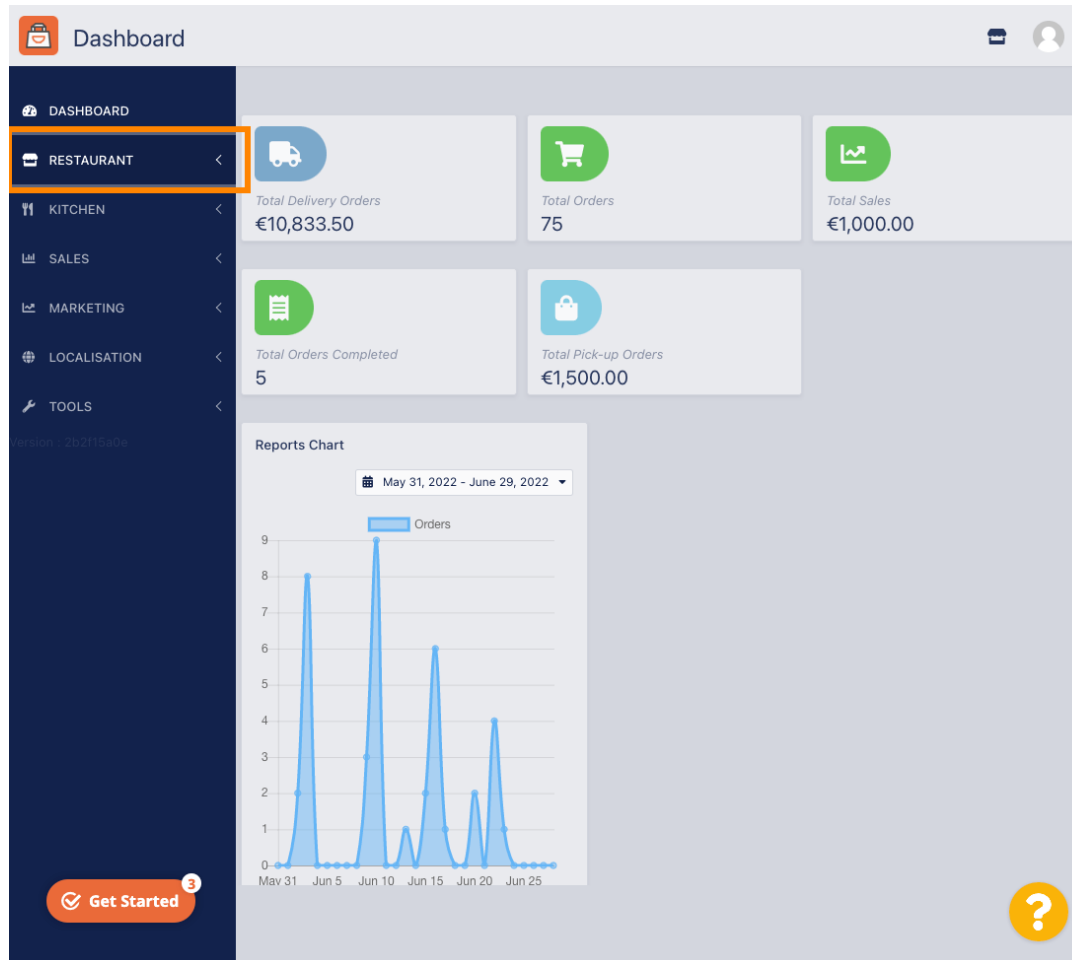 Dashboard
DASHBOARD
RESTAURANT
KITCHEN
SALES
MARKETING
LOCALISATION
TOOLS
Version : 2b2f15a0e
Total Delivery Orders
€10,833.50
Total Orders
75
Total Sales
€1,000.00
Total Orders Completed
5
Total Pick-up Orders
€1,500.00
Reports Chart
May 31, 2022 - June 29, 2022
Orders
9
8
7
6
5
4
3
2
1
0
May 31 Jun 5 Jun 10 Jun 15 Jun 20 Jun 25
Get Started
3
?